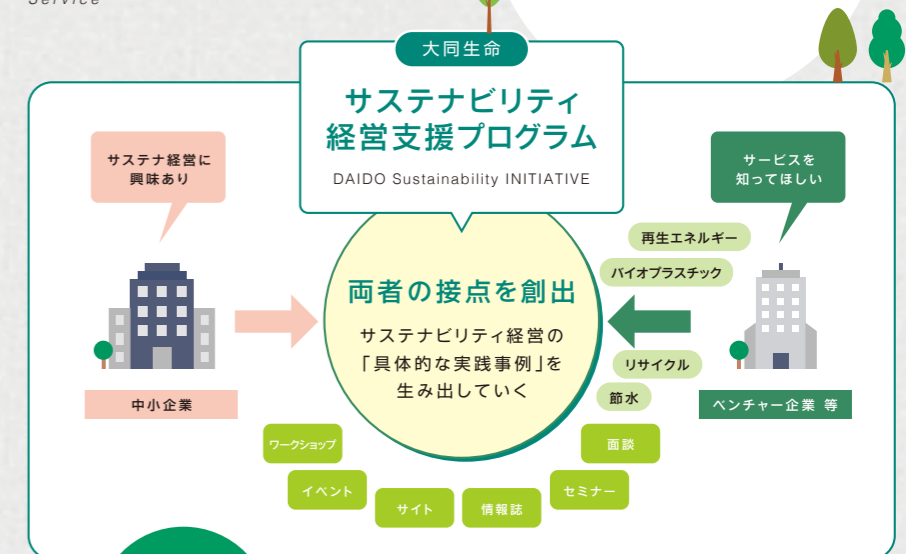 Service
大同生命
サステナビリティ
経営支援プログラム
DAIDO Sustainability INITIATIVE
サステナ経営に
興味あり
サービスを
知ってほしい
再生エネルギー
バイオプラスチック
両者の接点を創出
サステナビリティ経営の
「具体的な実践事例」を
生み出していく
リサイクル
節水
中小企業
ベンチャー企業 等
ワークショップ
イベント
サイト
情報誌
セミナー
面談